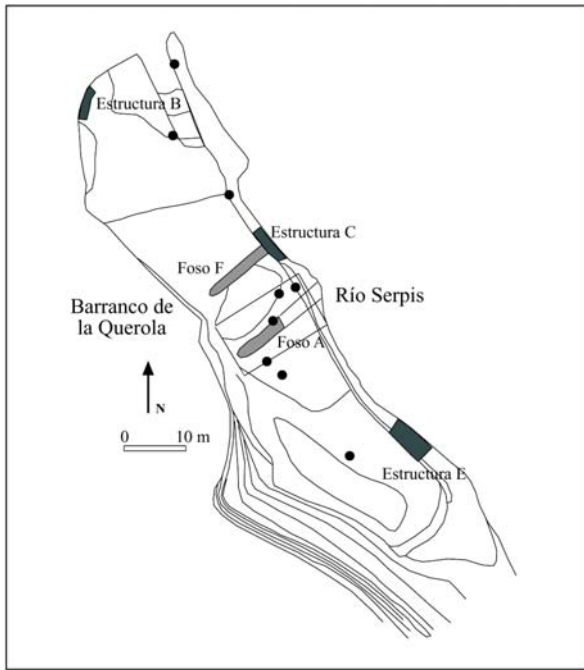 Estructura B
Estructura C
Foso F
Río Serpis
Barranco de
la Querola
Foso A
N
0 10 m
Estructura E